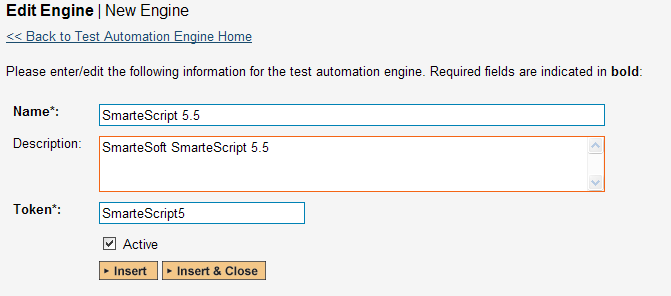 Edit Engine | New Engine
<< Back to Test Automation Engine Home
Please enter/edit the following information for the test automation engine. Required fields are indicated in bold:
Name*: SmarteScript 5.5
Description: SmarteSoft SmarteScript 5.5
Token*: SmarteScript5
Active
Insert Insert & Close